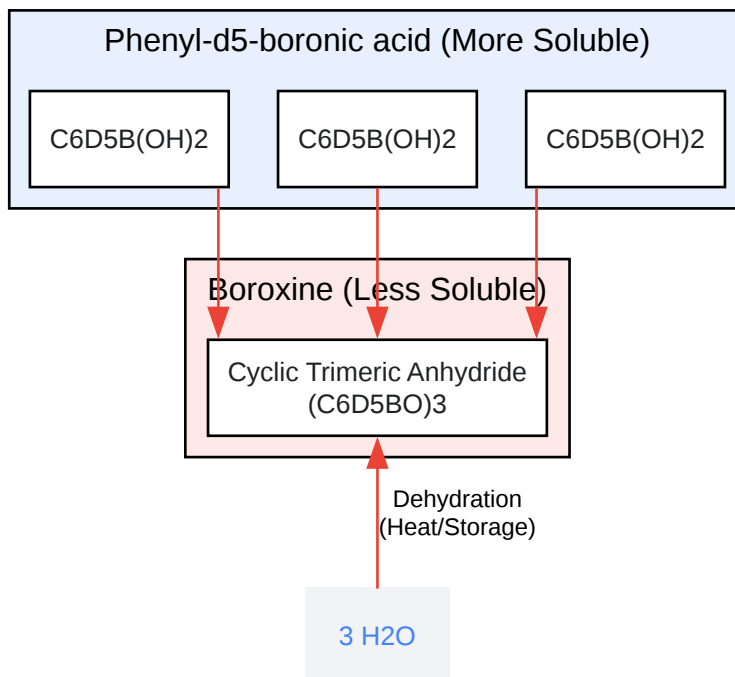 Phenyl-d5-boronic acid (More Soluble)
C6D5B(OH)2
C6D5B(OH)2
C6D5B(OH)2
Boroxine (Less Soluble)
Cyclic Trimeric Anhydride
(C6D5BO)3
Dehydration
(Heat/Storage)
3 H2O